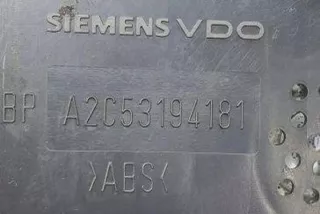 SIEMENS VDO
BP A2C53194181
>ABS<